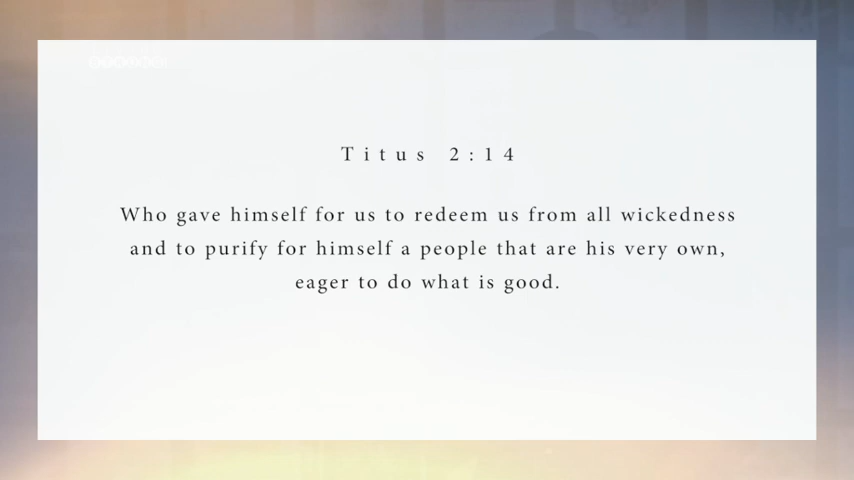 Titus 2:14
Who gave himself for us to redeem us from all wickedness
and to purify for himself a people that are his very own,
eager to do what is good.